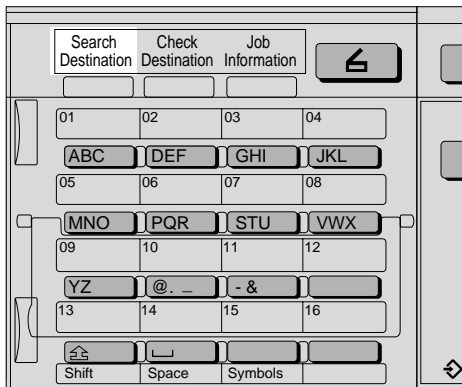 Search Destination
Check Destination
Job Information
01 02 03 04
ABC DEF GHI JKL
05 06 07 08
MNO PQR STU VWX
09 10 11 12
YZ @. _ - &
13 14 15 16
Shift Space Symbols